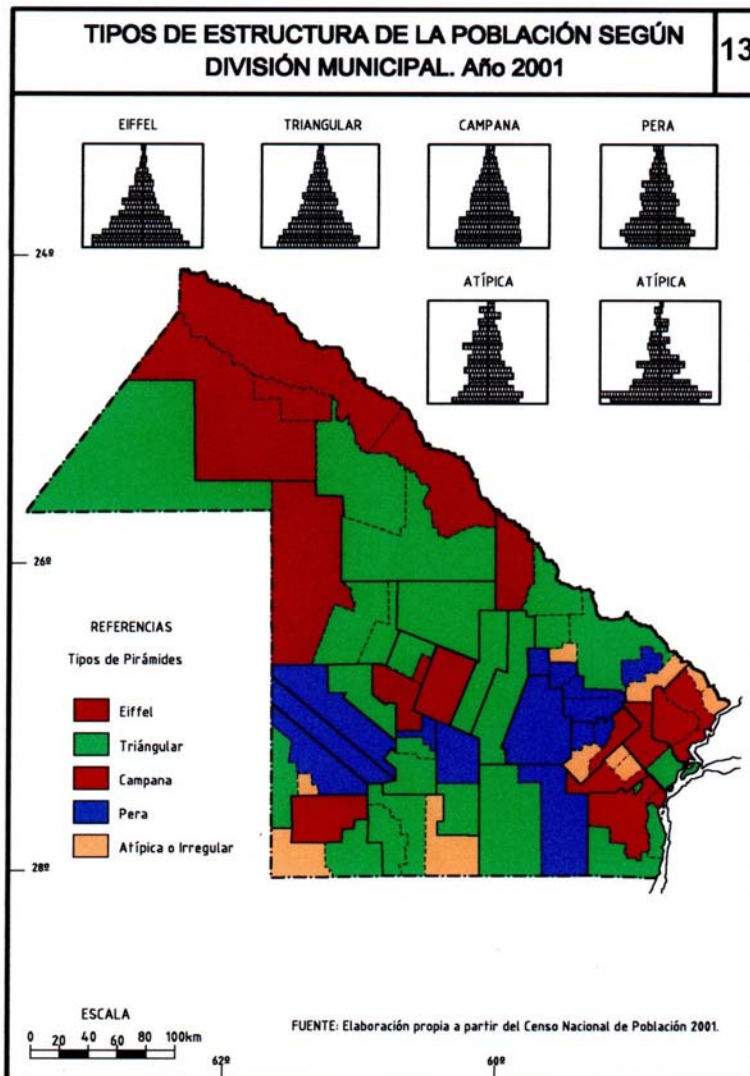 TIPOS DE ESTRUCTURA DE LA POBLACIÓN SEGÚN
DIVISIÓN MUNICIPAL. Año 2001
13
EIFFEL
TRIANGULAR
CAMPANA
PERA
ATÍPICA
ATÍPICA
24º
26º
28º
REFERENCIAS
Tipos de Pirámides
Eiffel
Triángular
Campana
Pera
Atípica o Irregular
ESCALA
0 20 40 60 80 100km
FUENTE: Elaboración propia a partir del Censo Nacional de Población 2001.
62º
60º